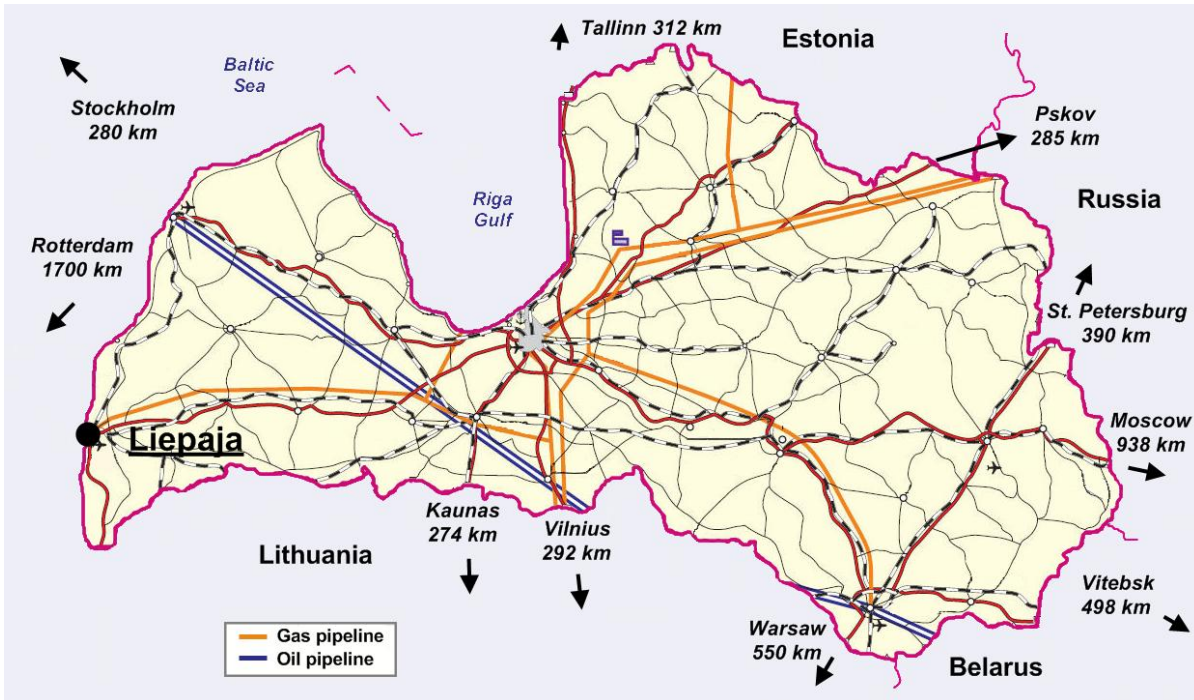 Tallinn 312 km
Estonia
Baltic
Sea
Stockholm
280 km
Pskov
285 km
Riga
Gulf
Russia
Rotterdam
1700 km
St. Petersburg
390 km
Liepaja
Moscow
938 km
Kaunas
274 km
Vilnius
292 km
Lithuania
Vitebsk
498 km
Warsaw
550 km
Belarus
Gas pipeline
Oil pipeline